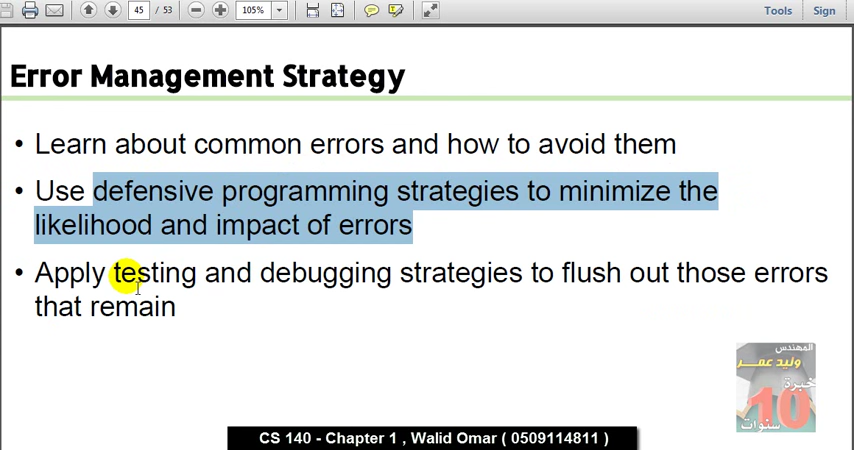 45 / 53
105%
Tools
Sign
Error Management Strategy
• Learn about common errors and how to avoid them
• Use defensive programming strategies to minimize the
likelihood and impact of errors
• Apply testing and debugging strategies to flush out those errors
that remain
المهندس
وليد عمر
خبرة
10
سنوات
CS 140 - Chapter 1 , Walid Omar ( 0509114811 )